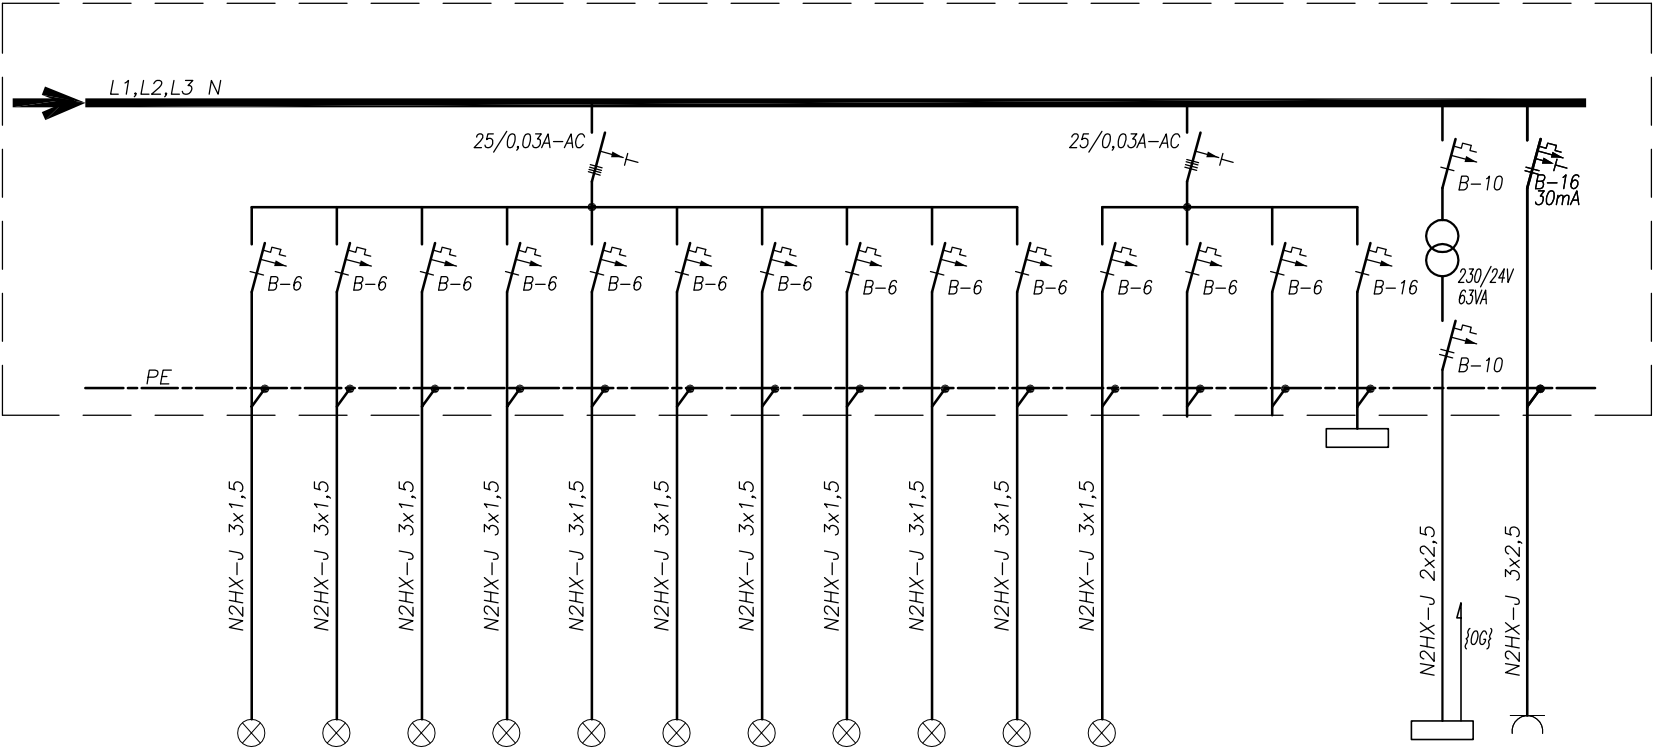 L1,L2,L3 N
25/0,03A-AC
25/0,03A-AC
B-10
B-16
30mA
B-6
B-6
B-6
B-6
B-6
B-6
B-6
B-6
B-6
B-6
B-6
B-6
B-6
B-16
230/24V
63VA
B-10
PE
N2HX-J 3x1,5
N2HX-J 3x1,5
N2HX-J 3x1,5
N2HX-J 3x1,5
N2HX-J 3x1,5
N2HX-J 3x1,5
N2HX-J 3x1,5
N2HX-J 3x1,5
N2HX-J 3x1,5
N2HX-J 3x1,5
N2HX-J 3x1,5
N2HX-J 2x2,5
{OG}
N2HX-J 3x2,5